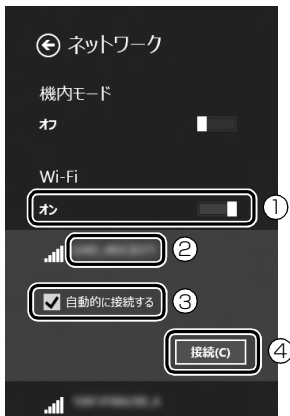 ネットワーク
機内モード
オフ
Wi-Fi
オン
①
②
自動的に接続する
③
接続(C)
④